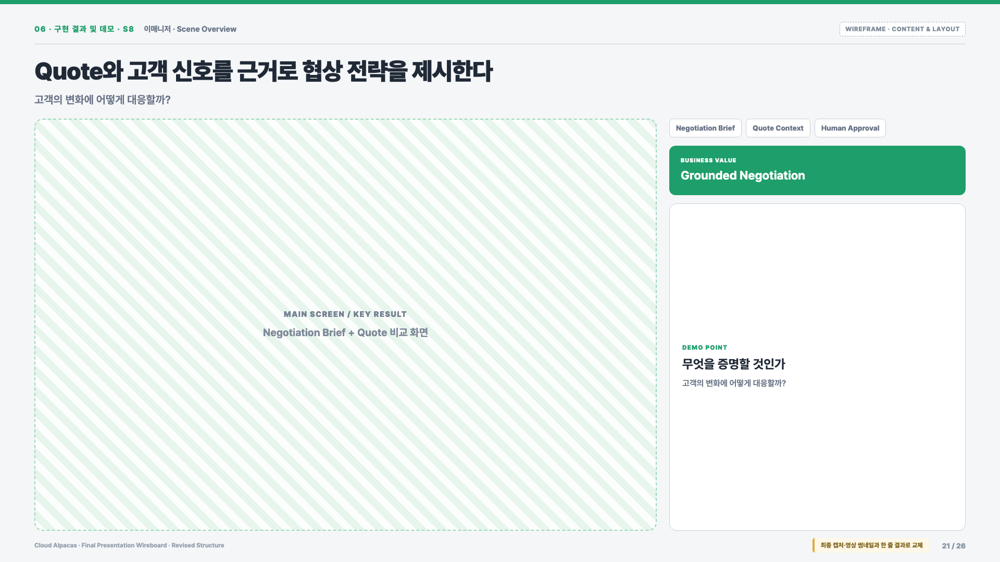 06 · 구현 결과 및 데모 · S8 이매니저 · Scene Overview
WIREFRAME · CONTENT & LAYOUT
Quote와 고객 신호를 근거로 협상 전략을 제시한다
고객의 변화에 어떻게 대응할까?
MAIN SCREEN / KEY RESULT
Negotiation Brief + Quote 비교 화면
Negotiation Brief
Quote Context
Human Approval
BUSINESS VALUE
Grounded Negotiation
DEMO POINT
무엇을 증명할 것인가
고객의 변화에 어떻게 대응할까?
Cloud Alpacas · Final Presentation Wireboard · Revised Structure
최종 캡처·영상 썸네일과 한 줄 결과로 교체
21 / 26